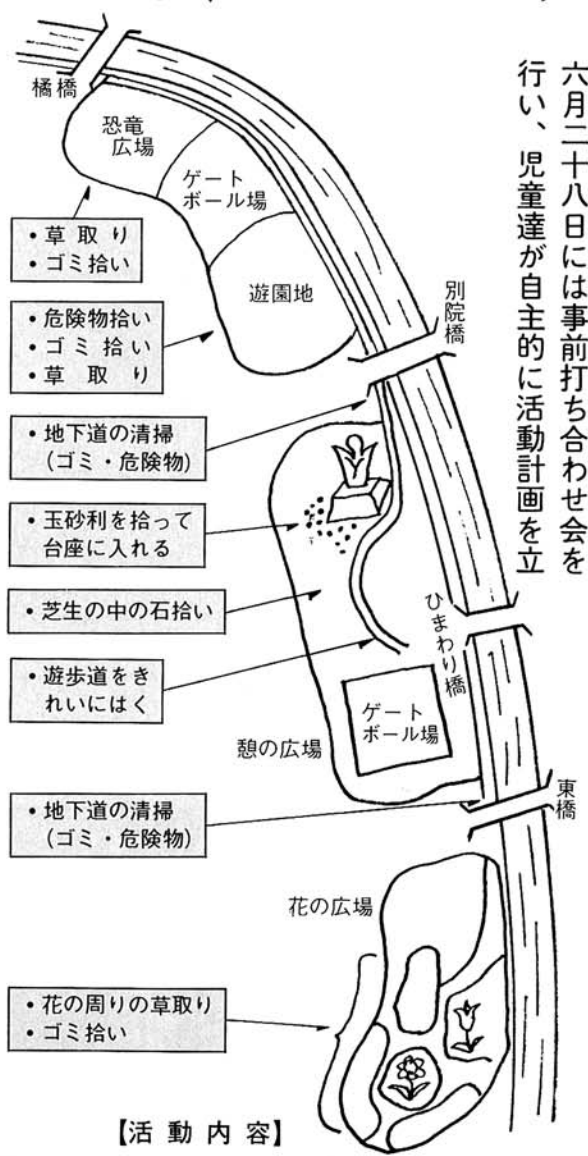 六月二十八日には事前打ち合わせ会を
行い、児童達が自主的に活動計画を立
橘橋
恐竜
広場
ゲート
ボール場
遊園地
・草取り
・ゴミ拾い
・危険物拾い
・ゴミ拾い
・草取り
別院橋
・地下道の清掃
(ゴミ・危険物)
・玉砂利を拾って
台座に入れる
・芝生の中の石拾い
・遊歩道をき
れいにはく
ひまわり橋
ゲート
ボール場
憩の広場
・地下道の清掃
(ゴミ・危険物)
東橋
花の広場
・花の周りの草取り
・ゴミ拾い
【活動内容】